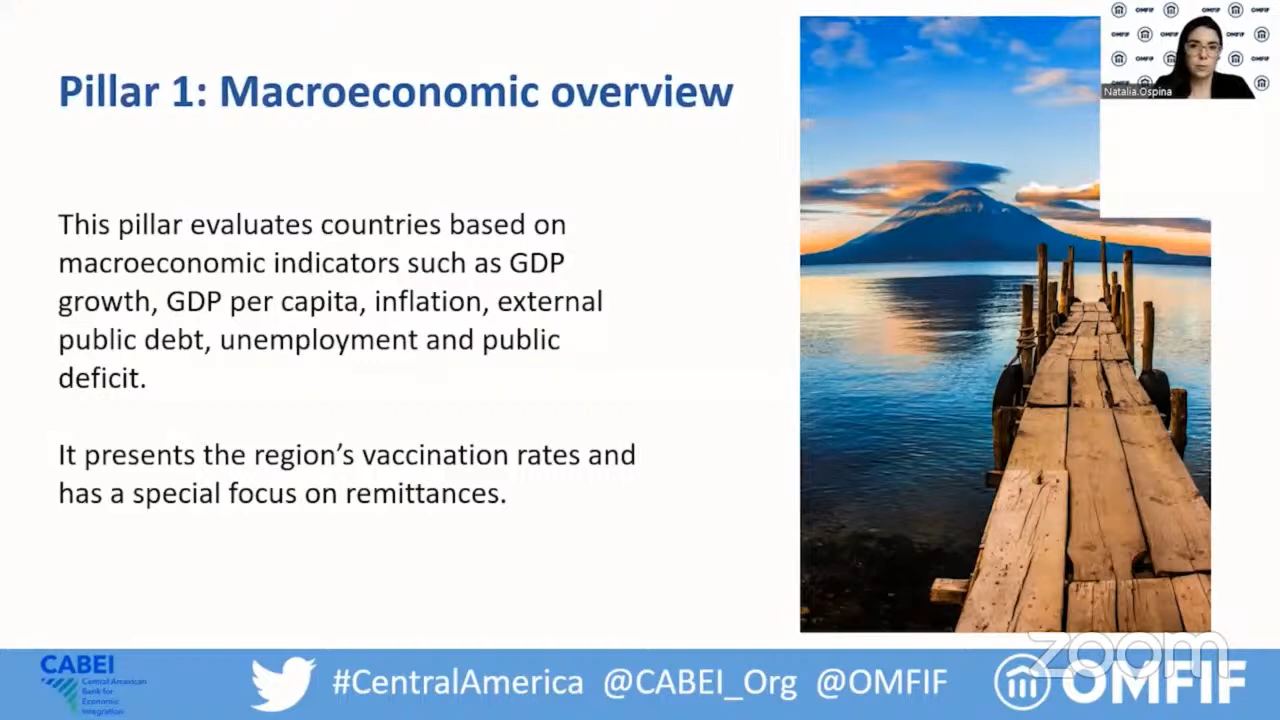 Pillar 1: Macroeconomic overview
OMFIF
Natalia.Ospina
This pillar evaluates countries based on
macroeconomic indicators such as GDP
growth, GDP per capita, inflation, external
public debt, unemployment and public
deficit.
It presents the region’s vaccination rates and
has a special focus on remittances.
CABEI
Central American
Bank for
Economic
Integration
#CentralAmerica @CABEI_Org @OMFIF
zoom
OMFIF